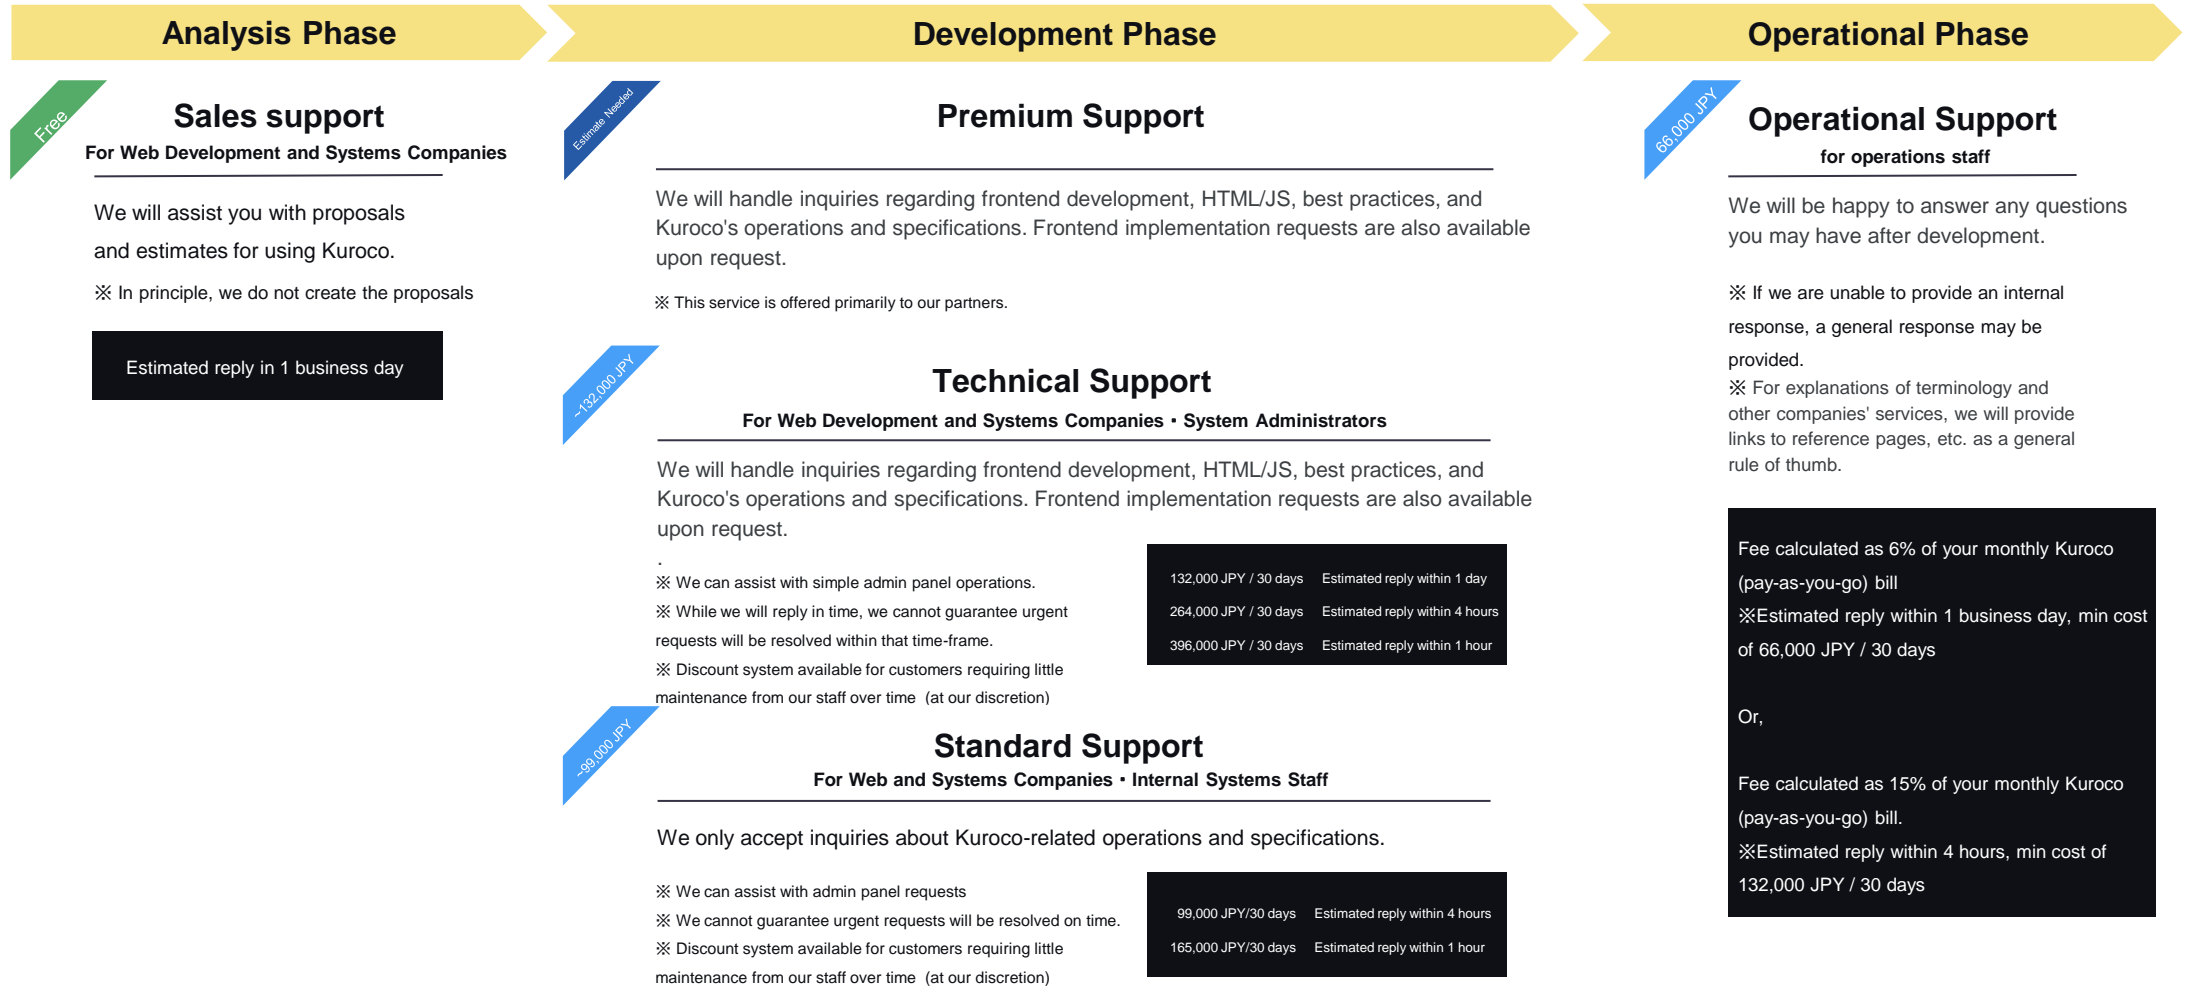 Analysis Phase
Development Phase
Operational Phase
Free
Sales support
For Web Development and Systems Companies
We will assist you with proposals
and estimates for using Kuroco.
※ In principle, we do not create the proposals
Estimated reply in 1 business day
Estimate Needed
Premium Support
We will handle inquiries regarding frontend development, HTML/JS, best practices, and
Kuroco's operations and specifications. Frontend implementation requests are also available
upon request.
※ This service is offered primarily to our partners.
~132,000 JPY
Technical Support
For Web Development and Systems Companies・System Administrators
We will handle inquiries regarding frontend development, HTML/JS, best practices, and
Kuroco's operations and specifications. Frontend implementation requests are also available
upon request.
.
※ We can assist with simple admin panel operations.
※ While we will reply in time, we cannot guarantee urgent
requests will be resolved within that time-frame.
※ Discount system available for customers requiring little
maintenance from our staff over time (at our discretion)
132,000 JPY / 30 days Estimated reply within 1 day
264,000 JPY / 30 days Estimated reply within 4 hours
396,000 JPY / 30 days Estimated reply within 1 hour
~99,000 JPY
Standard Support
For Web and Systems Companies・Internal Systems Staff
We only accept inquiries about Kuroco-related operations and specifications.
※ We can assist with admin panel requests
※ We cannot guarantee urgent requests will be resolved on time.
※ Discount system available for customers requiring little
maintenance from our staff over time (at our discretion)
99,000 JPY/30 days Estimated reply within 4 hours
165,000 JPY/30 days Estimated reply within 1 hour
66,000 JPY
Operational Support
for operations staff
We will be happy to answer any questions
you may have after development.
※ If we are unable to provide an internal
response, a general response may be
provided.
※ For explanations of terminology and
other companies' services, we will provide
links to reference pages, etc. as a general
rule of thumb.
Fee calculated as 6% of your monthly Kuroco
(pay-as-you-go) bill
※Estimated reply within 1 business day, min cost
of 66,000 JPY / 30 days
Or,
Fee calculated as 15% of your monthly Kuroco
(pay-as-you-go) bill.
※Estimated reply within 4 hours, min cost of
132,000 JPY / 30 days